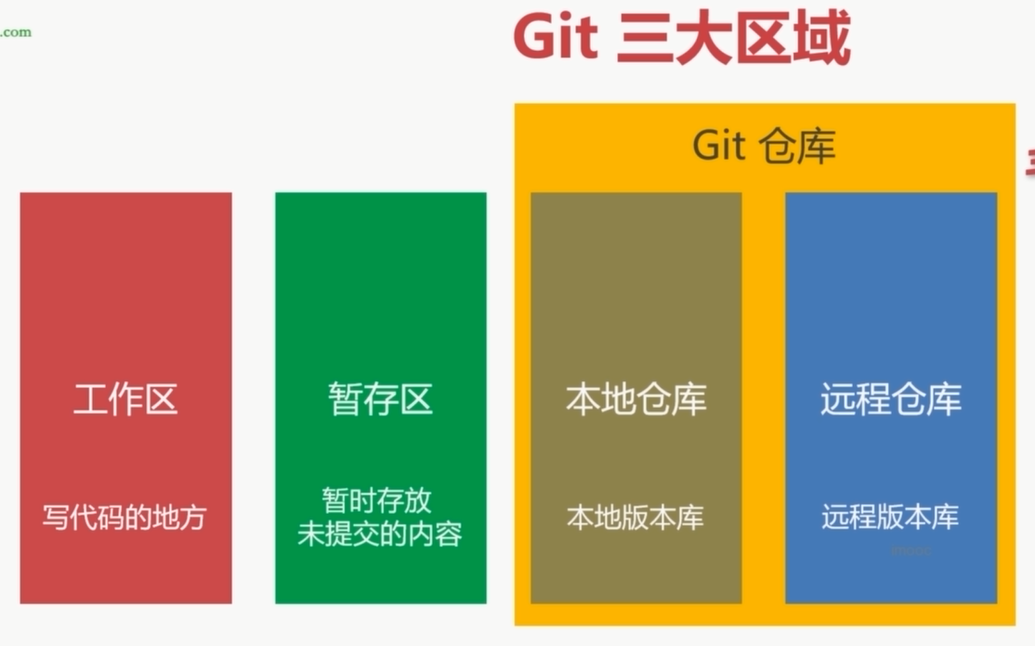 .com
Git 三大区域
Git 仓库
工作区
写代码的地方
暂存区
暂时存放
未提交的内容
本地仓库
本地版本库
远程仓库
远程版本库